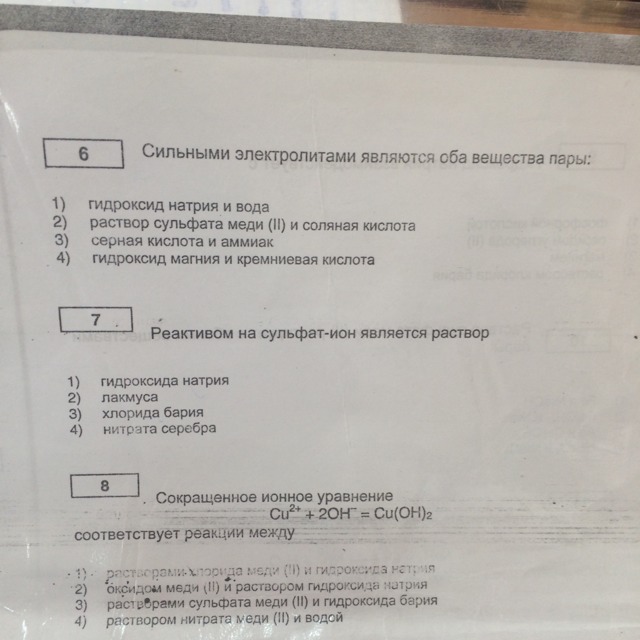 6 Сильными электролитами являются оба вещества пары:
1) гидроксид натрия и вода
2) раствор сульфата меди (II) и соляная кислота
3) серная кислота и аммиак
4) гидроксид магния и кремниевая кислота
7 Реактивом на сульфат-ион является раствор
1) гидроксида натрия
2) лакмуса
3) хлорида бария
4) нитрата серебра
8 Сокращенное ионное уравнение
Cu²⁺ + 2OH⁻ = Cu(OH)₂
соответствует реакции между
1) растворами хлорида меди (II) и гидроксида натрия
2) оксидом меди (II) и раствором гидроксида натрия
3) растворами сульфата меди (II) и гидроксида бария
4) раствором нитрата меди (II) и водой